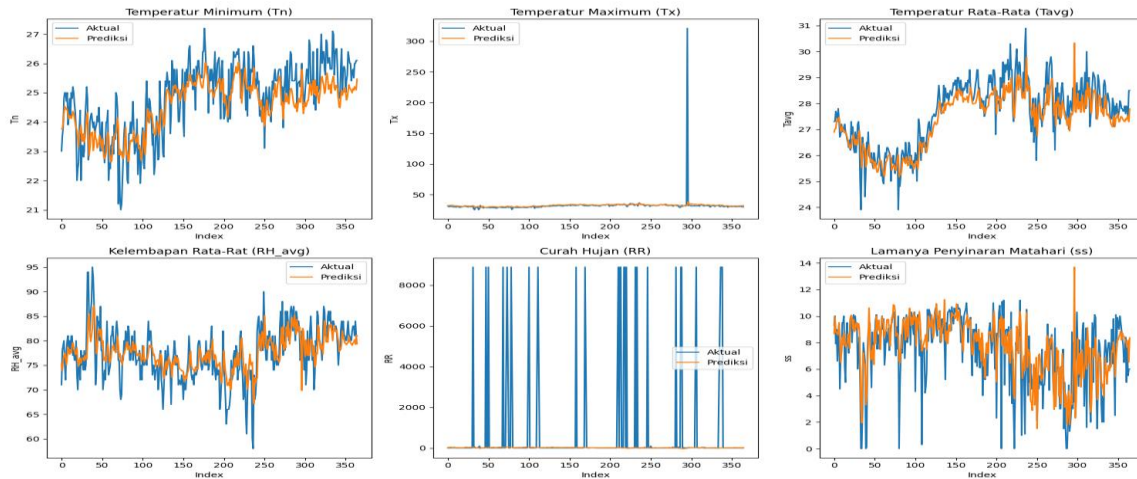 Temperatur Minimum (Tn)
Aktual
Prediksi
27
26
25
24
23
22
21
Tn
0 50 100 150 200 250 300 350
Index
Temperatur Maximum (Tx)
Aktual
Prediksi
300
250
200
150
100
50
Tx
0 50 100 150 200 250 300 350
Index
Temperatur Rata-Rata (Tavg)
Aktual
Prediksi
31
30
29
28
27
26
25
24
Tavg
0 50 100 150 200 250 300 350
Index
Kelembapan Rata-Rat (RH_avg)
Aktual
Prediksi
95
90
85
80
75
70
65
60
RH_avg
0 50 100 150 200 250 300 350
Index
Curah Hujan (RR)
Aktual
Prediksi
8000
6000
4000
2000
0
RR
0 50 100 150 200 250 300 350
Index
Lamanya Penyinaran Matahari (ss)
Aktual
Prediksi
14
12
10
8
6
4
2
0
ss
0 50 100 150 200 250 300 350
Index